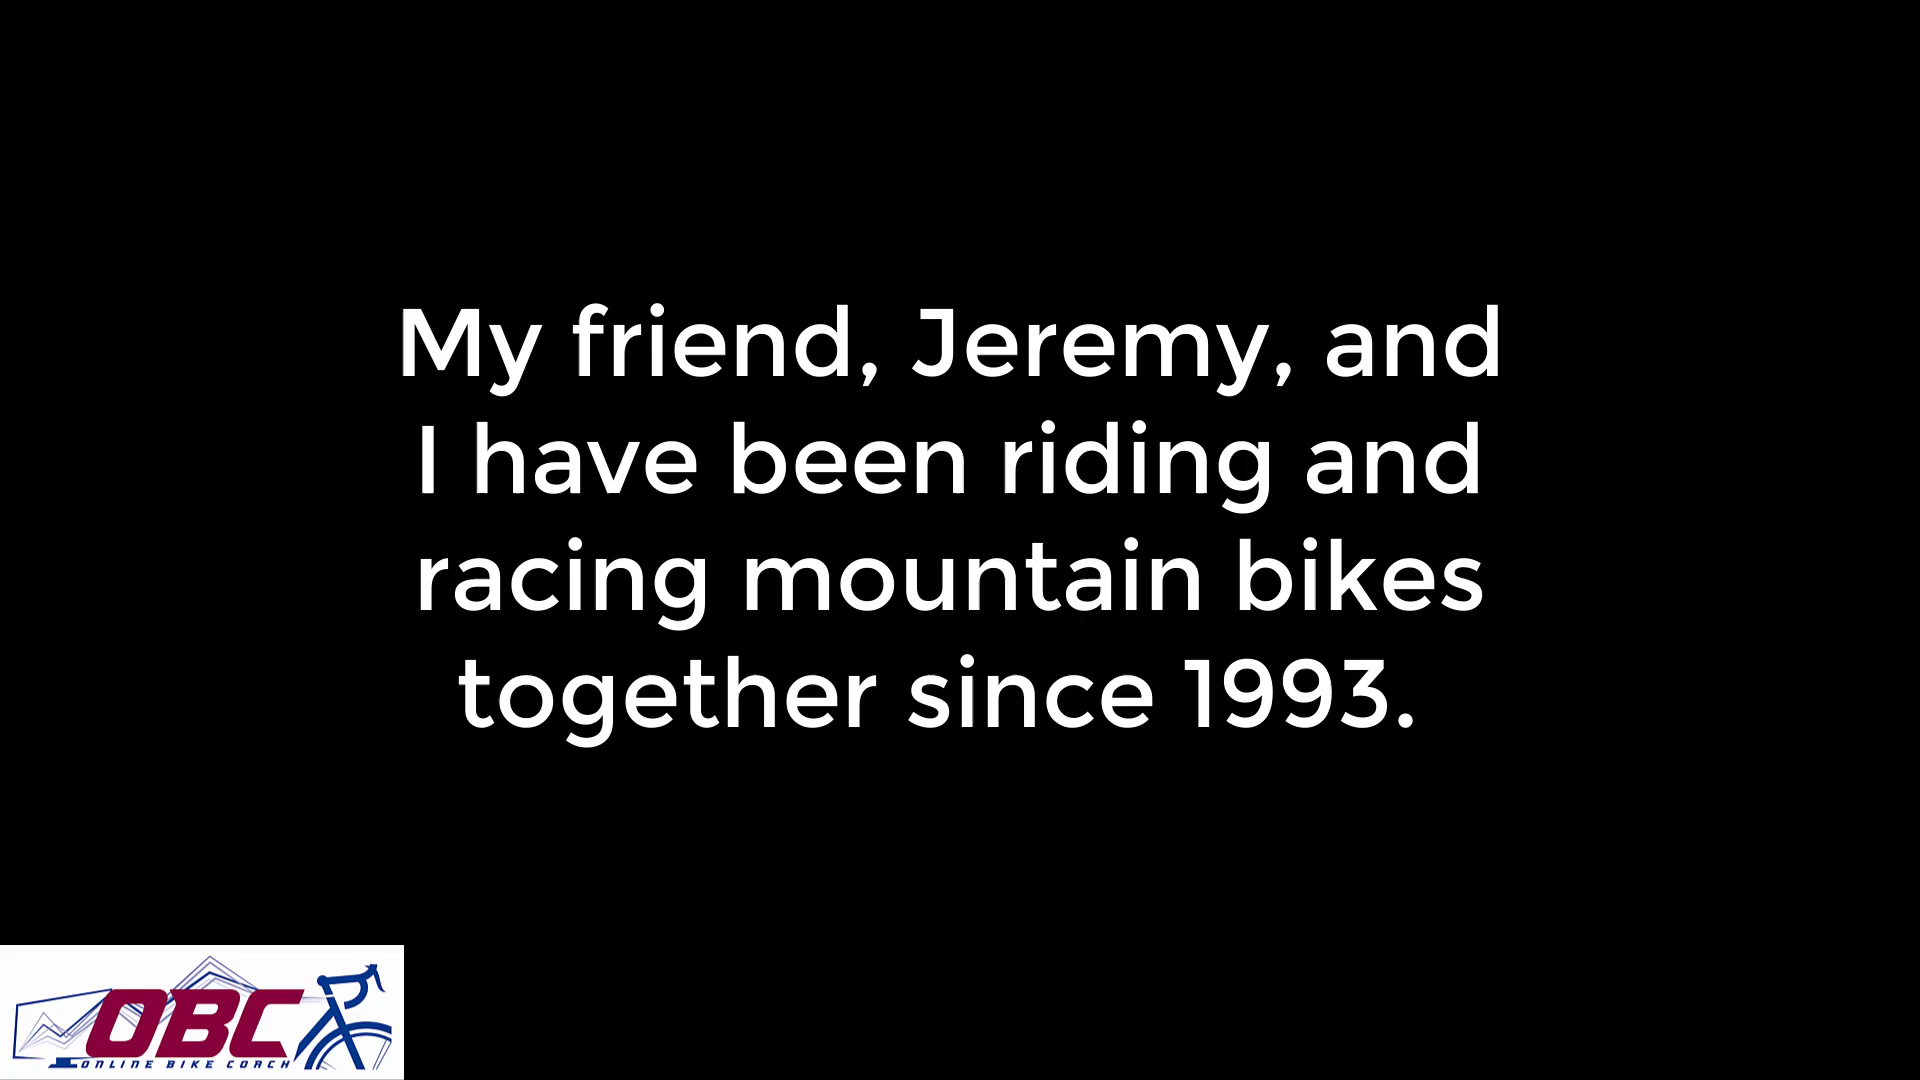 My friend, Jeremy, and
I have been riding and
racing mountain bikes
together since 1993.
OBC
ONLINE BIKE COACH